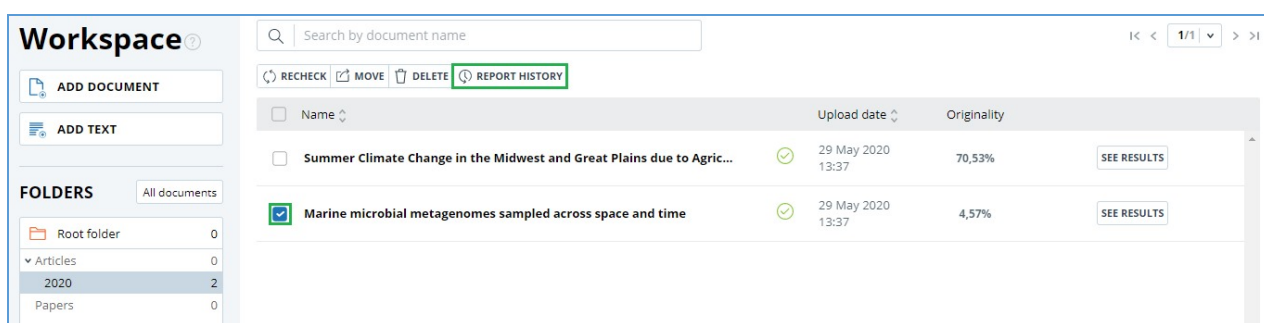 Workspace
ADD DOCUMENT
ADD TEXT
FOLDERS All documents
Root folder 0
Articles 0
2020 2
Papers 0
Search by document name
1/1
RECHECK MOVE DELETE REPORT HISTORY
Name Upload date Originality
Summer Climate Change in the Midwest and Great Plains due to Agric... 29 May 2020 13:37 70,53% SEE RESULTS
Marine microbial metagenomes sampled across space and time 29 May 2020 13:37 4,57% SEE RESULTS